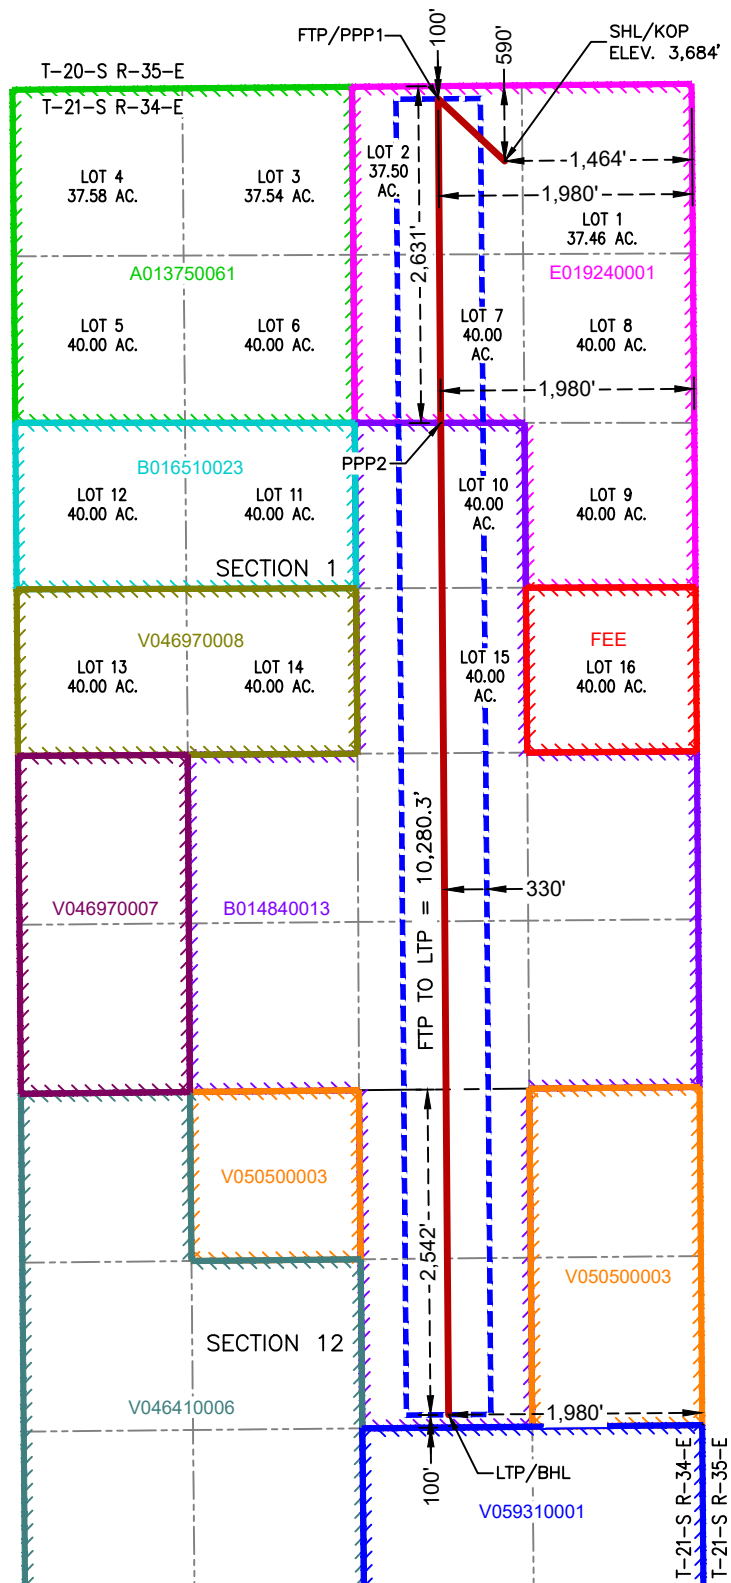 FTP/PPP1
100'
590'
SHL/KOP
ELEV. 3,684'
T-20-S R-35-E
T-21-S R-34-E
LOT 4
37.58 AC.
LOT 3
37.54 AC.
LOT 2
37.50
AC.
1,464'
1,980'
LOT 1
37.46 AC.
2,631'
A013750061
E019240001
LOT 5
40.00 AC.
LOT 6
40.00 AC.
LOT 7
40.00
AC.
LOT 8
40.00 AC.
1,980'
PPP2
B016510023
LOT 12
40.00 AC.
LOT 11
40.00 AC.
LOT 10
40.00
AC.
LOT 9
40.00 AC.
SECTION 1
V046970008
LOT 13
40.00 AC.
LOT 14
40.00 AC.
LOT 15
40.00
AC.
FEE
LOT 16
40.00 AC.
FTP TO LTP = 10,280.3'
330'
V046970007
B014840013
V050500003
2,542'
V050500003
SECTION 12
V046410006
1,980'
100'
LTP/BHL
V059310001
T-21-S R-34-E
T-21-S R-35-E